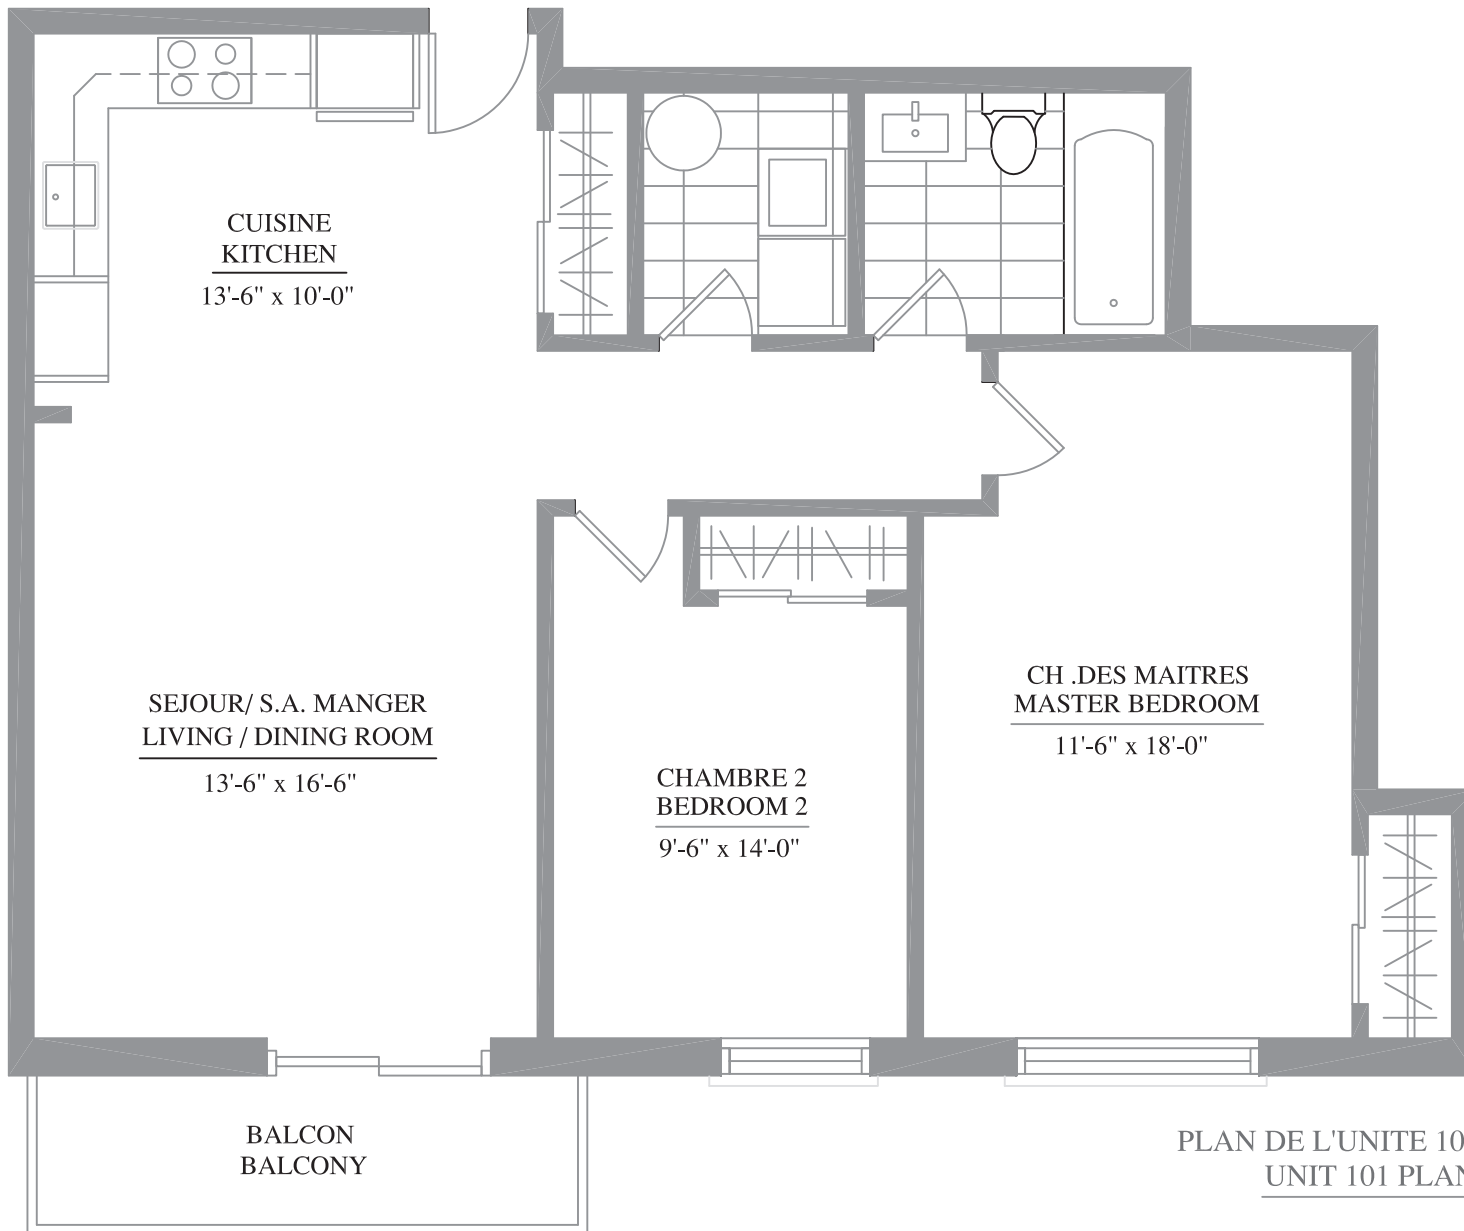 CUISINE
KITCHEN
13'-6" x 10'-0"
SEJOUR/ S.A. MANGER
LIVING / DINING ROOM
13'-6" x 16'-6"
CHAMBRE 2
BEDROOM 2
9'-6" x 14'-0"
CH .DES MAITRES
MASTER BEDROOM
11'-6" x 18'-0"
BALCON
BALCONY
PLAN DE L'UNITE 10
UNIT 101 PLAN